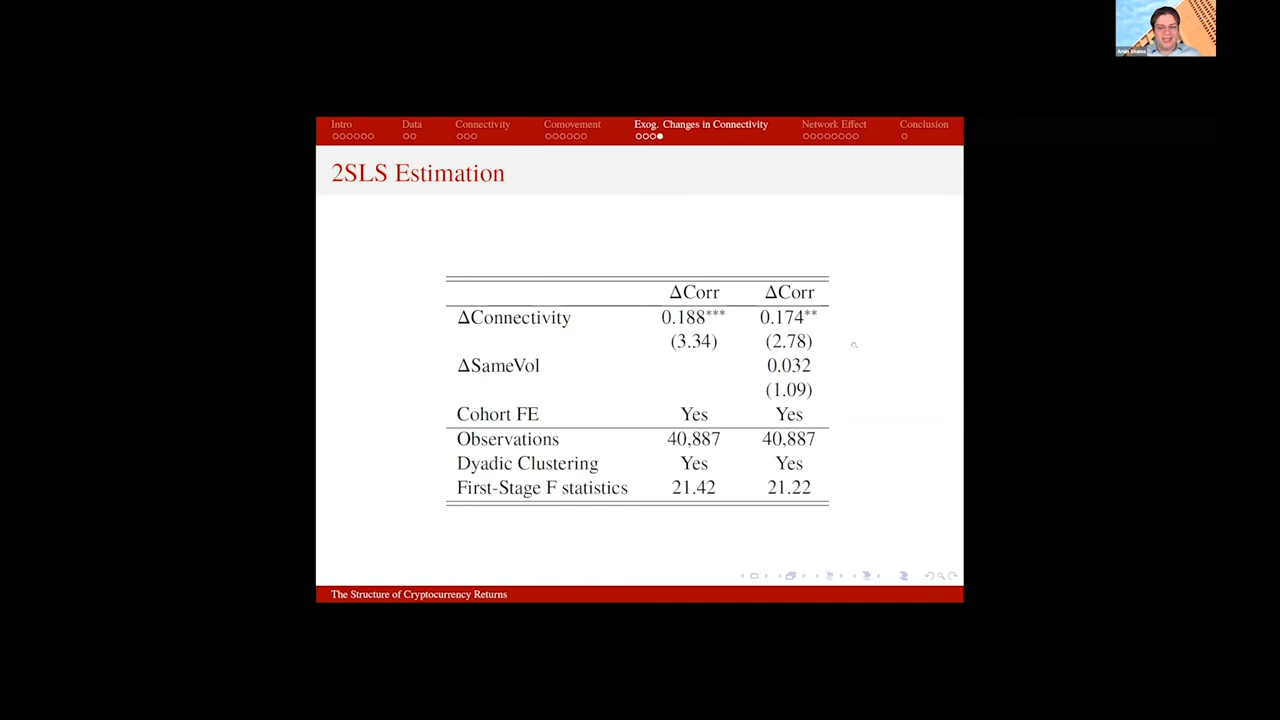 Amin Shams
Intro Data Connectivity Comovement Exog. Changes in Connectivity Network Effect Conclusion
2SLS Estimation
ΔCorr ΔCorr
ΔConnectivity 0.188*** 0.174**
(3.34) (2.78)
ΔSameVol 0.032
(1.09)
Cohort FE Yes Yes
Observations 40,887 40,887
Dyadic Clustering Yes Yes
First-Stage F statistics 21.42 21.22
The Structure of Cryptocurrency Returns